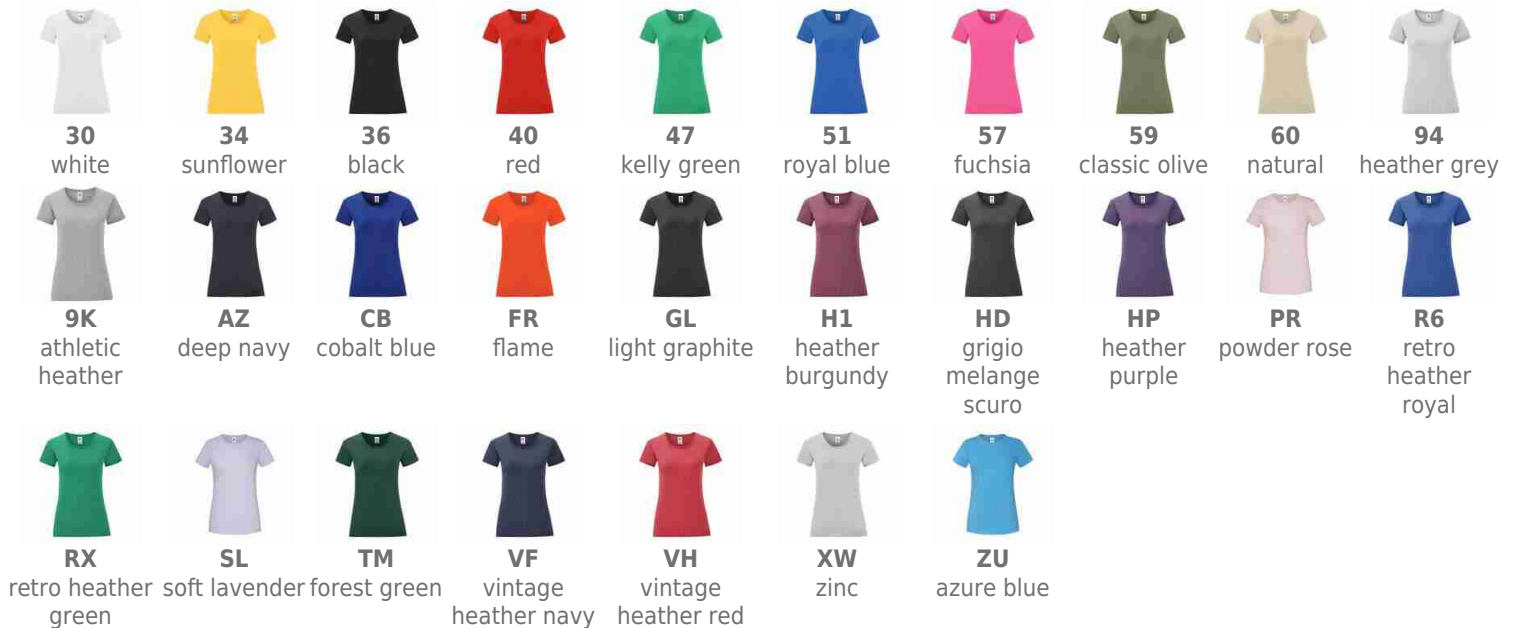 30 34 36 40 47 51 57 59 60 94
white sunflower black red kelly green royal blue fuchsia classic olive natural heather grey
9K AZ CB FR GL H1 HD HP PR R6
athletic deep navy cobalt blue flame light graphite heather grigio heather powder rose retro
heather burgundy melange purple heather
scuro royal
RX SL TM VF VH XW ZU
retro heather soft lavender forest green vintage vintage zinc azure blue
green heather navy heather red